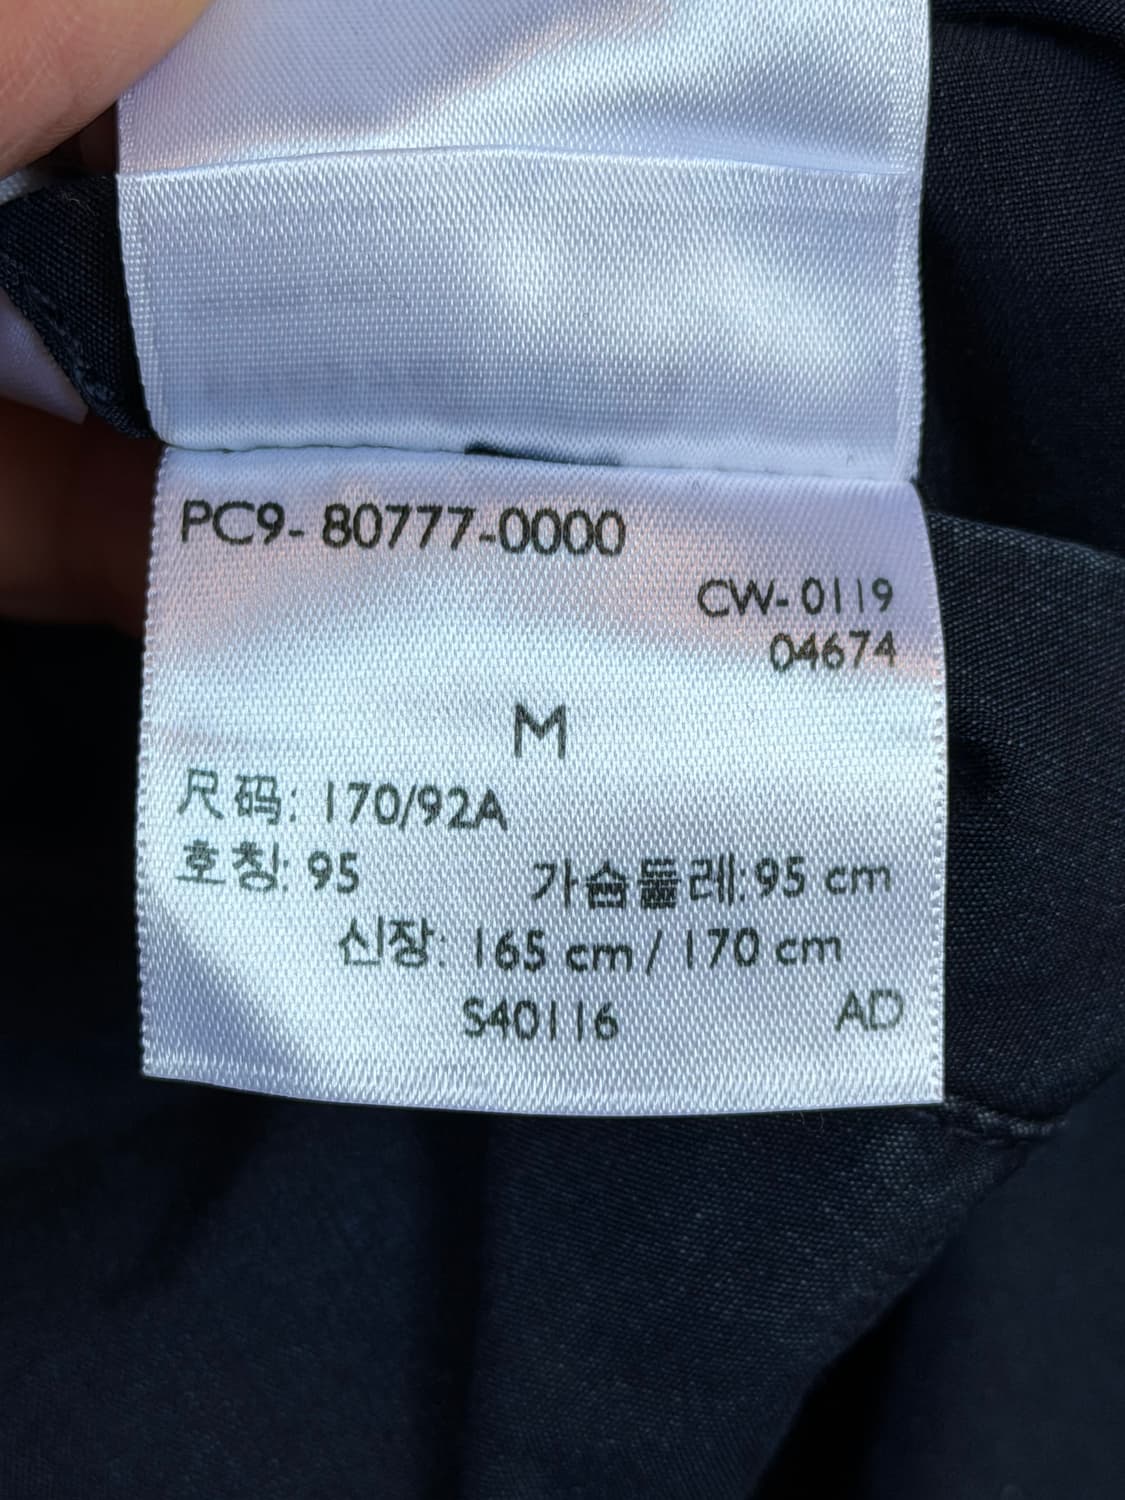 PC9-80777-0000
CW-0119
04674
M
尺码: 170/92A
호칭: 95 가슴둘레: 95 cm
신장: 165 cm / 170 cm
S40116 AD